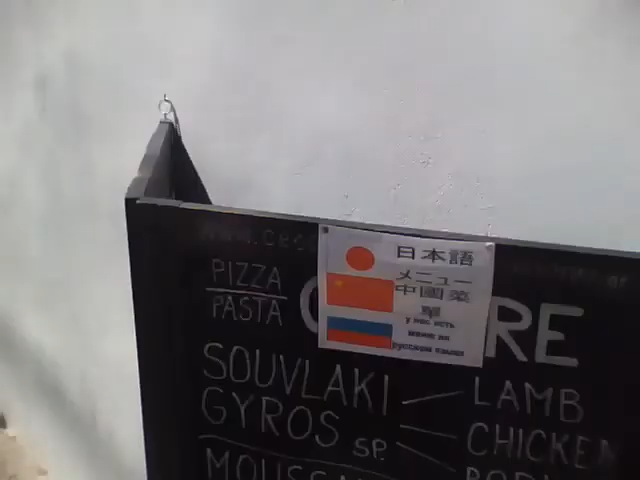 日本語
メニュー
中國菜
單
у нас есть
меню на
русском языке
PIZZA
PASTA
RE
SOUVLAKI
LAMB
GYROS SP.
CHICKEN